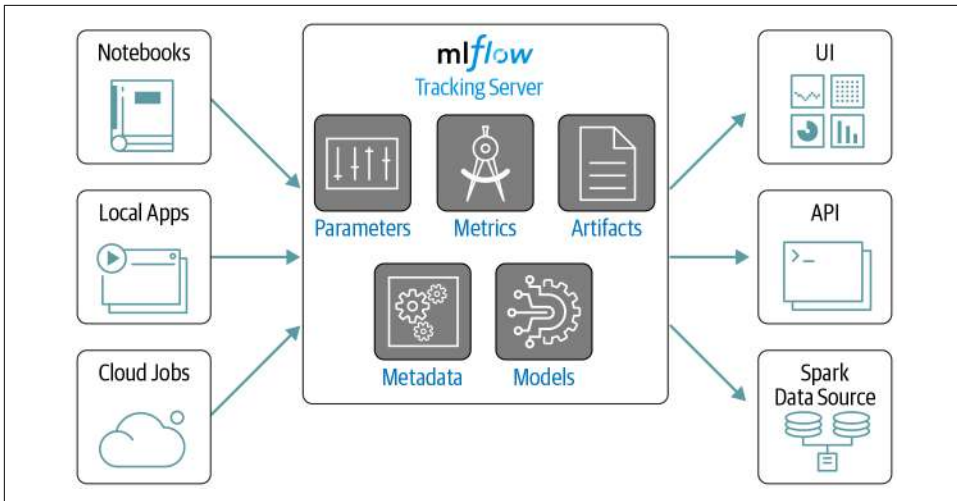 Notebooks
Local Apps
Cloud Jobs
mlflow
Tracking Server
Parameters
Metrics
Artifacts
Metadata
Models
UI
API
>_
Spark
Data Source